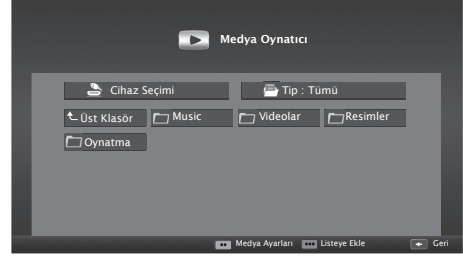 Medya Oynatıcı
Cihaz Seçimi Tip : Tümü
Üst Klasör Music Videolar Resimler
Oynatma
Medya Ayarları Listeye Ekle Geri